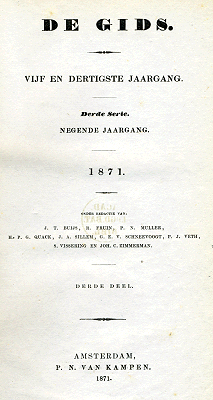 DE GIDS.
VIJF EN DERTIGSTE JAARGANG.
Derde Serie.
NEGENDE JAARGANG.
1871.
ONDER REDACTIE VAN:
J. T. BUIJS, R. FRUIN, P. N. MULLER,
H. P. G. QUACK, J. A. SILLEM, G. E. V. SCHNEEVOOGT, P. J. VETH,
S. VISSERING EN JOH. C. ZIMMERMAN.
DERDE DEEL.
AMSTERDAM,
P. N. VAN KAMPEN.
1871.